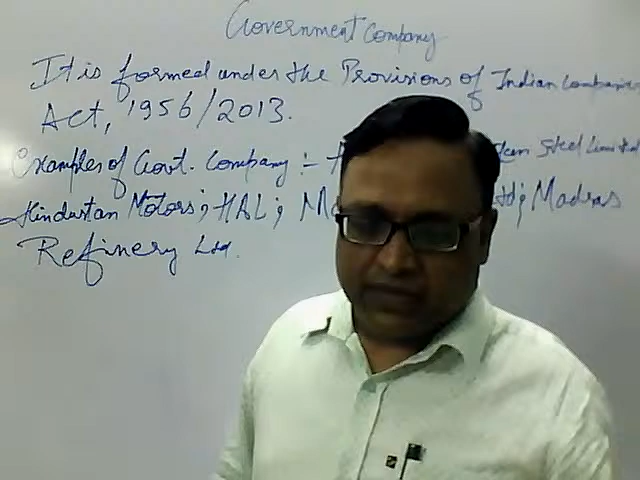 Government Company
It is formed under the Provisions of Indian Companies
Act, 1956/2013.
Examples of Govt. Company :- Steel Limited
Hindustan Motors; HAL; Madras
Refinery Ltd.